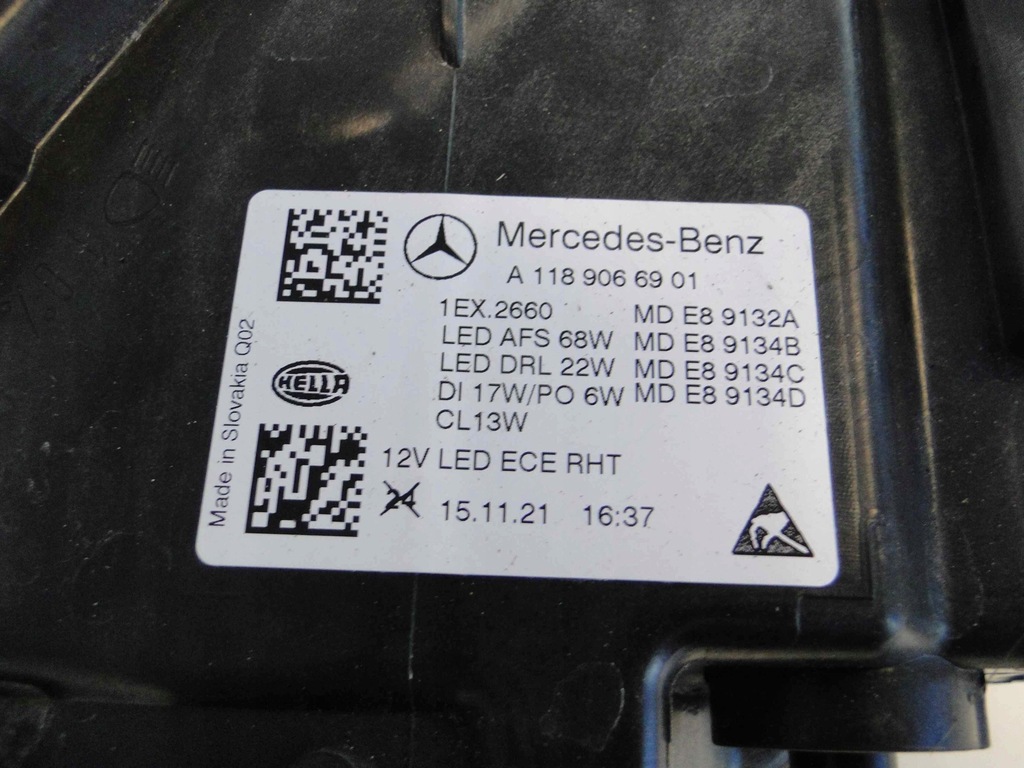 Mercedes-Benz
A 118 906 69 01
1EX.2660 MD E8 9132A
LED AFS 68W MD E8 9134B
LED DRL 22W MD E8 9134C
DI 17W/PO 6W MD E8 9134D
CL13W
HELLA
Made in Slovakia Q02
12V LED ECE RHT
24 15.11.21 16:37